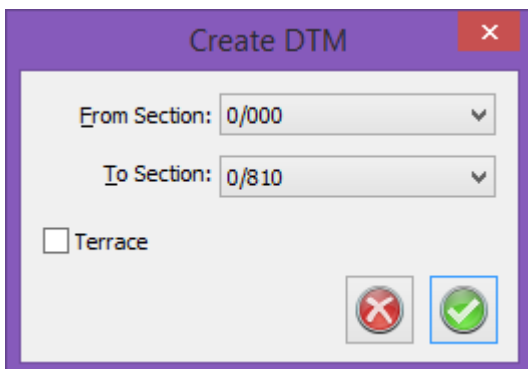 Create DTM
From Section: 0/000
To Section: 0/810
Terrace